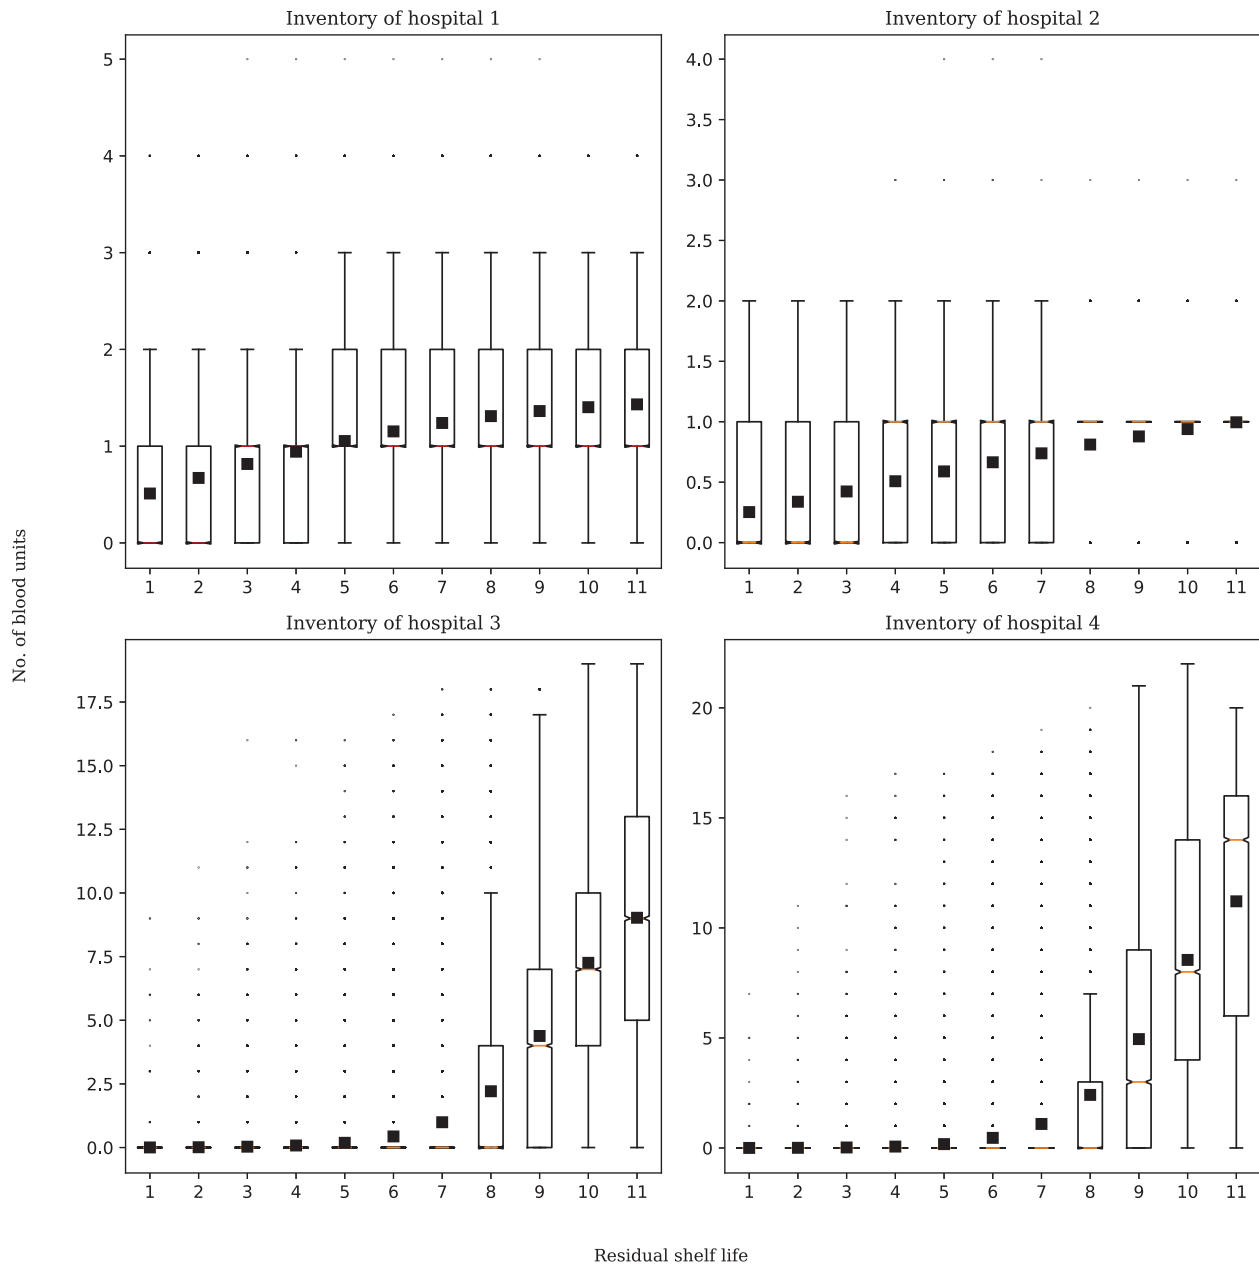 Inventory of hospital 1
5
4
3
2
1
0
1 2 3 4 5 6 7 8 9 10 11
Inventory of hospital 2
4.0
3.5
3.0
2.5
2.0
1.5
1.0
0.5
0.0
1 2 3 4 5 6 7 8 9 10 11
No. of blood units
Inventory of hospital 3
17.5
15.0
12.5
10.0
7.5
5.0
2.5
0.0
1 2 3 4 5 6 7 8 9 10 11
Inventory of hospital 4
20
15
10
5
0
1 2 3 4 5 6 7 8 9 10 11
Residual shelf life